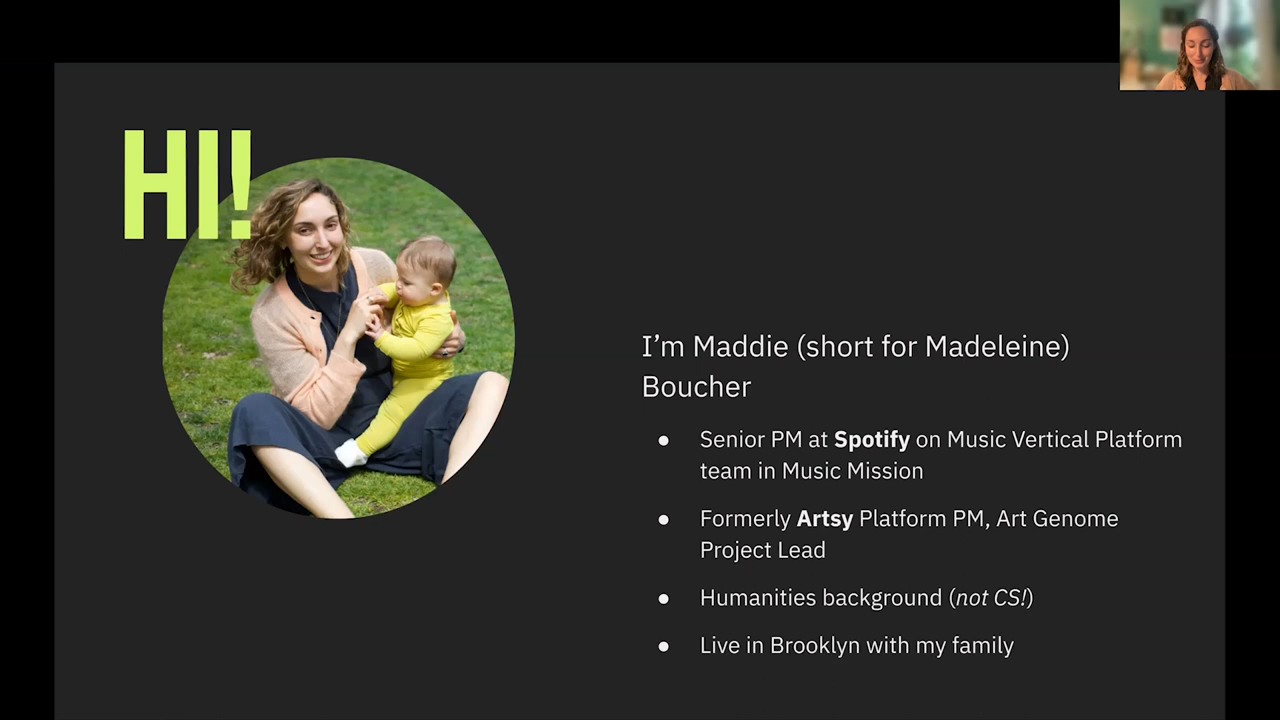 HI!
I’m Maddie (short for Madeleine)
Boucher
● Senior PM at Spotify on Music Vertical Platform
team in Music Mission
● Formerly Artsy Platform PM, Art Genome
Project Lead
● Humanities background (not CS!)
● Live in Brooklyn with my family